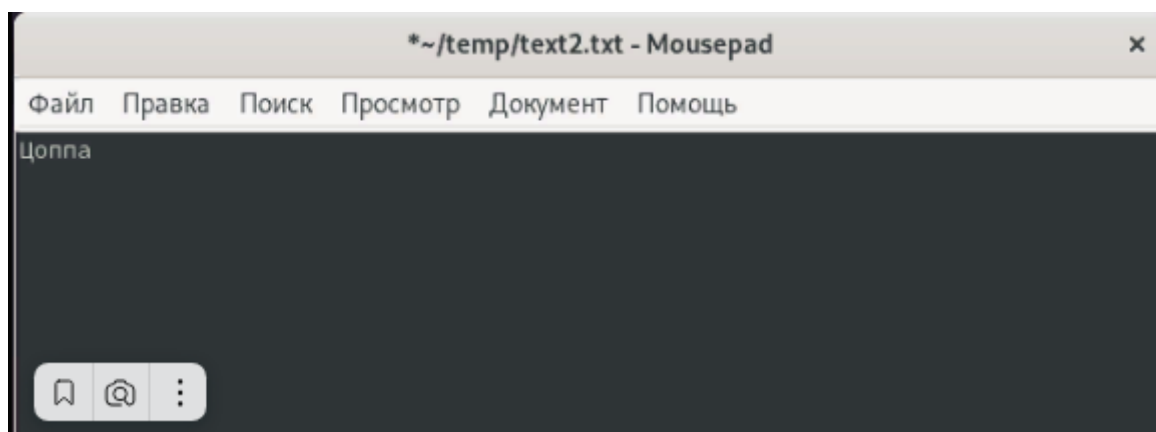 *~/temp/text2.txt - Mousepad
Файл Правка Поиск Просмотр Документ Помощь
Цоппа